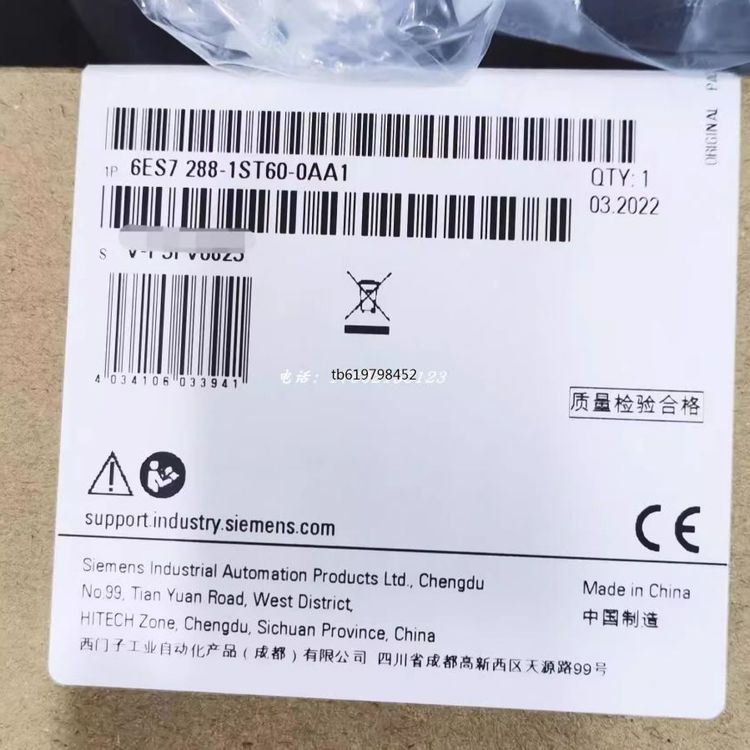 ORIGINAL
1P 6ES7 288-1ST60-0AA1
QTY: 1
03.2022
S
4 034106 033941
tb619798452
电话:
质量检验合格
support.industry.siemens.com
CE
Siemens Industrial Automation Products Ltd., Chengdu
No.99, Tian Yuan Road, West District,
HITECH Zone, Chengdu, Sichuan Province, China
西门子工业自动化产品(成都)有限公司 四川省成都高新西区天源路99号
Made in China
中国制造